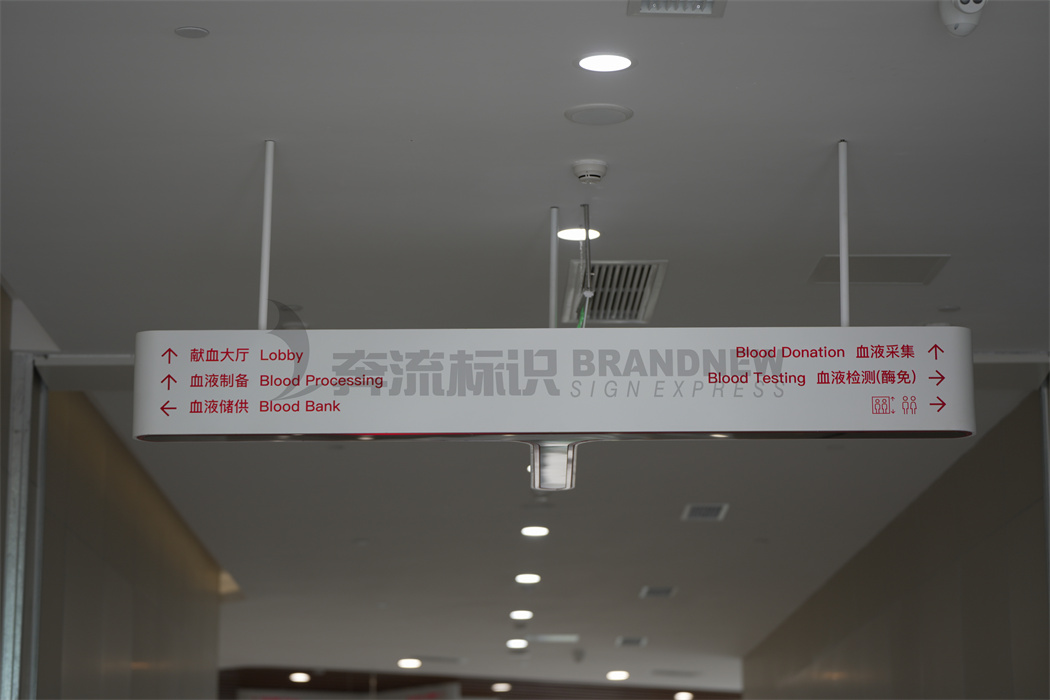 ↑ 献血大厅 Lobby
↑ 血液制备 Blood Processing
← 血液储供 Blood Bank
奔流标识 BRANDNEW
SIGN EXPRESS
Blood Donation 血液采集 ↑
Blood Testing 血液检测(酶免) →
→